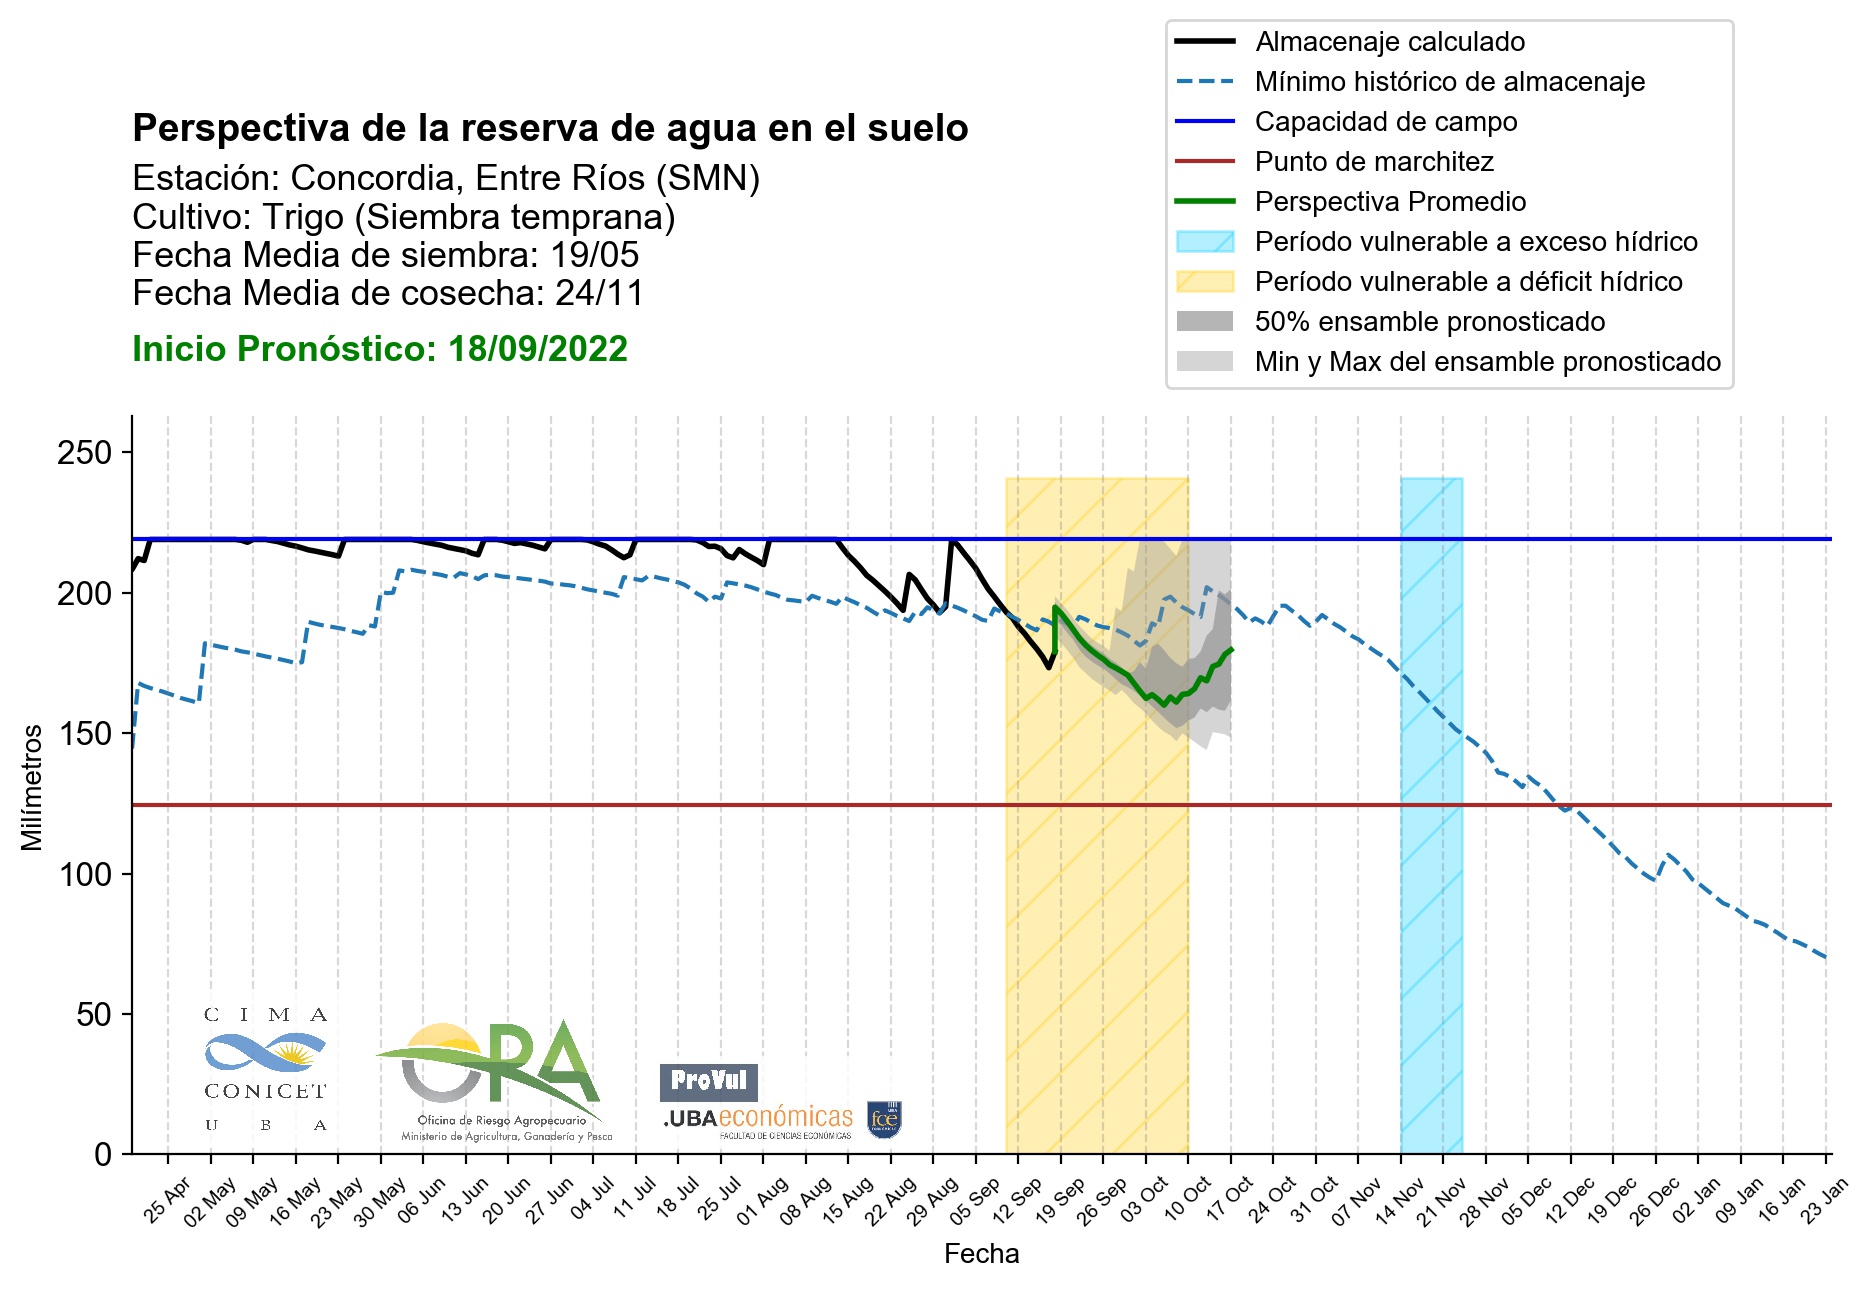 Almacenaje calculado
Mínimo histórico de almacenaje
Capacidad de campo
Punto de marchitez
Perspectiva Promedio
Período vulnerable a exceso hídrico
Período vulnerable a déficit hídrico
50% ensamble pronosticado
Min y Max del ensamble pronosticado
Perspectiva de la reserva de agua en el suelo
Estación: Concordia, Entre Ríos (SMN)
Cultivo: Trigo (Siembra temprana)
Fecha Media de siembra: 19/05
Fecha Media de cosecha: 24/11
Inicio Pronóstico: 18/09/2022
250
200
150
100
50
0
Milímetros
CIMA
CONICET
UBA
ORA
Oficina de Riesgo Agropecuario
Ministerio de Agricultura, Ganadería y Pesca
ProVul
.UBAeconómicas
FACULTAD DE CIENCIAS ECONÓMICAS
fce
25 Apr
02 May
09 May
16 May
23 May
30 May
06 Jun
13 Jun
20 Jun
27 Jun
04 Jul
11 Jul
18 Jul
25 Jul
01 Aug
08 Aug
15 Aug
22 Aug
29 Aug
05 Sep
12 Sep
19 Sep
26 Sep
03 Oct
10 Oct
17 Oct
24 Oct
31 Oct
07 Nov
14 Nov
21 Nov
28 Nov
05 Dec
12 Dec
19 Dec
26 Dec
02 Jan
09 Jan
16 Jan
23 Jan
Fecha